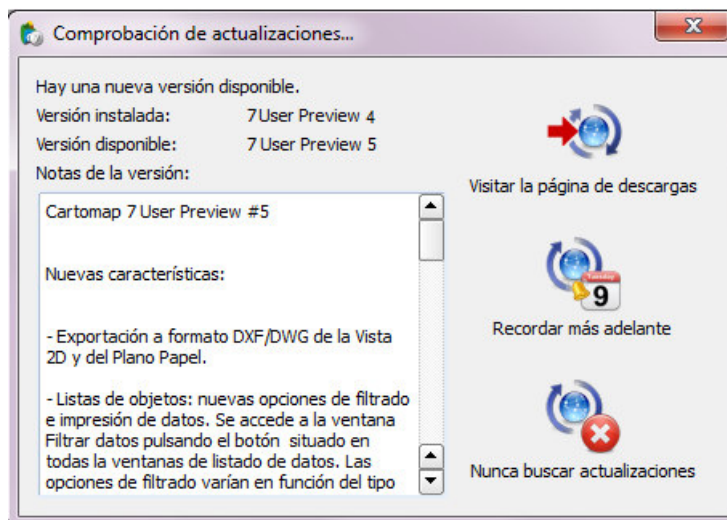 Comprobación de actualizaciones...
Hay una nueva versión disponible.
Versión instalada: 7 User Preview 4
Versión disponible: 7 User Preview 5
Notas de la versión:
Cartomap 7 User Preview #5
Nuevas características:
- Exportación a formato DXF/DWG de la Vista
2D y del Plano Papel.
- Listas de objetos: nuevas opciones de filtrado
e impresión de datos. Se accede a la ventana
Filtrar datos pulsando el botón situado en
todas la ventanas de listado de datos. Las
opciones de filtrado varían en función del tipo
Visitar la página de descargas
Tuesday
9
Recordar más adelante
Nunca buscar actualizaciones